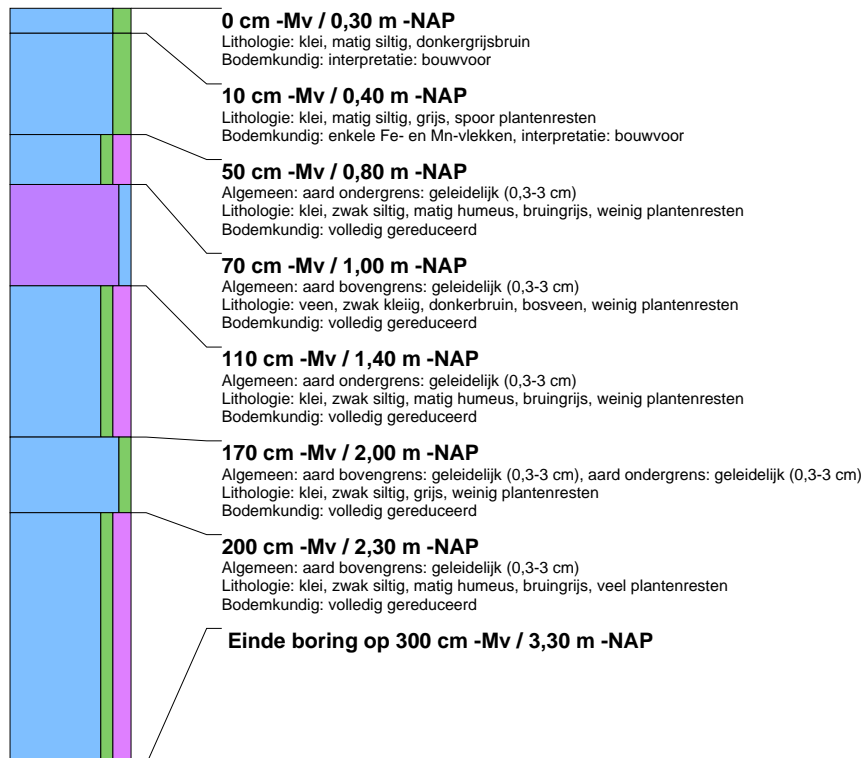 0 cm -Mv / 0,30 m -NAP
Lithologie: klei, matig siltig, donkergrijsbruin
Bodemkundig: interpretatie: bouwvoor
10 cm -Mv / 0,40 m -NAP
Lithologie: klei, matig siltig, grijs, spoor plantenresten
Bodemkundig: enkele Fe- en Mn-vlekken, interpretatie: bouwvoor
50 cm -Mv / 0,80 m -NAP
Algemeen: aard ondergrens: geleidelijk (0,3-3 cm)
Lithologie: klei, zwak siltig, matig humeus, bruingrijs, weinig plantenresten
Bodemkundig: volledig gereduceerd
70 cm -Mv / 1,00 m -NAP
Algemeen: aard bovengrens: geleidelijk (0,3-3 cm)
Lithologie: veen, zwak kleiig, donkerbruin, bosveen, weinig plantenresten
Bodemkundig: volledig gereduceerd
110 cm -Mv / 1,40 m -NAP
Algemeen: aard ondergrens: geleidelijk (0,3-3 cm)
Lithologie: klei, zwak siltig, matig humeus, bruingrijs, weinig plantenresten
Bodemkundig: volledig gereduceerd
170 cm -Mv / 2,00 m -NAP
Algemeen: aard bovengrens: geleidelijk (0,3-3 cm), aard ondergrens: geleidelijk (0,3-3 cm)
Lithologie: klei, zwak siltig, grijs, weinig plantenresten
Bodemkundig: volledig gereduceerd
200 cm -Mv / 2,30 m -NAP
Algemeen: aard bovengrens: geleidelijk (0,3-3 cm)
Lithologie: klei, zwak siltig, matig humeus, bruingrijs, veel plantenresten
Bodemkundig: volledig gereduceerd
Einde boring op 300 cm -Mv / 3,30 m -NAP